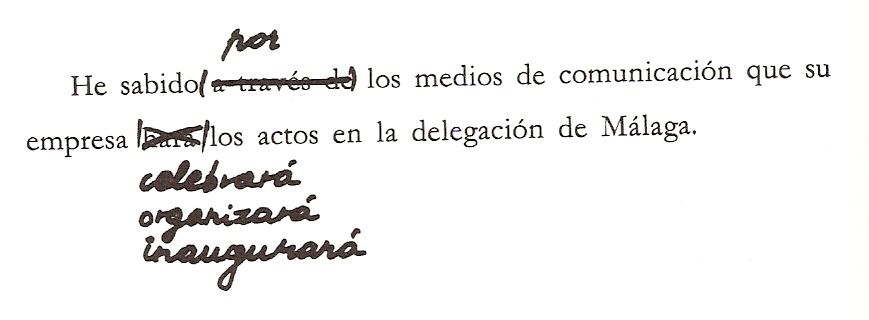 por
He sabido (a través de) los medios de comunicación que su
empresa (hará) los actos en la delegación de Málaga.
celebrará
organizará
inaugurará